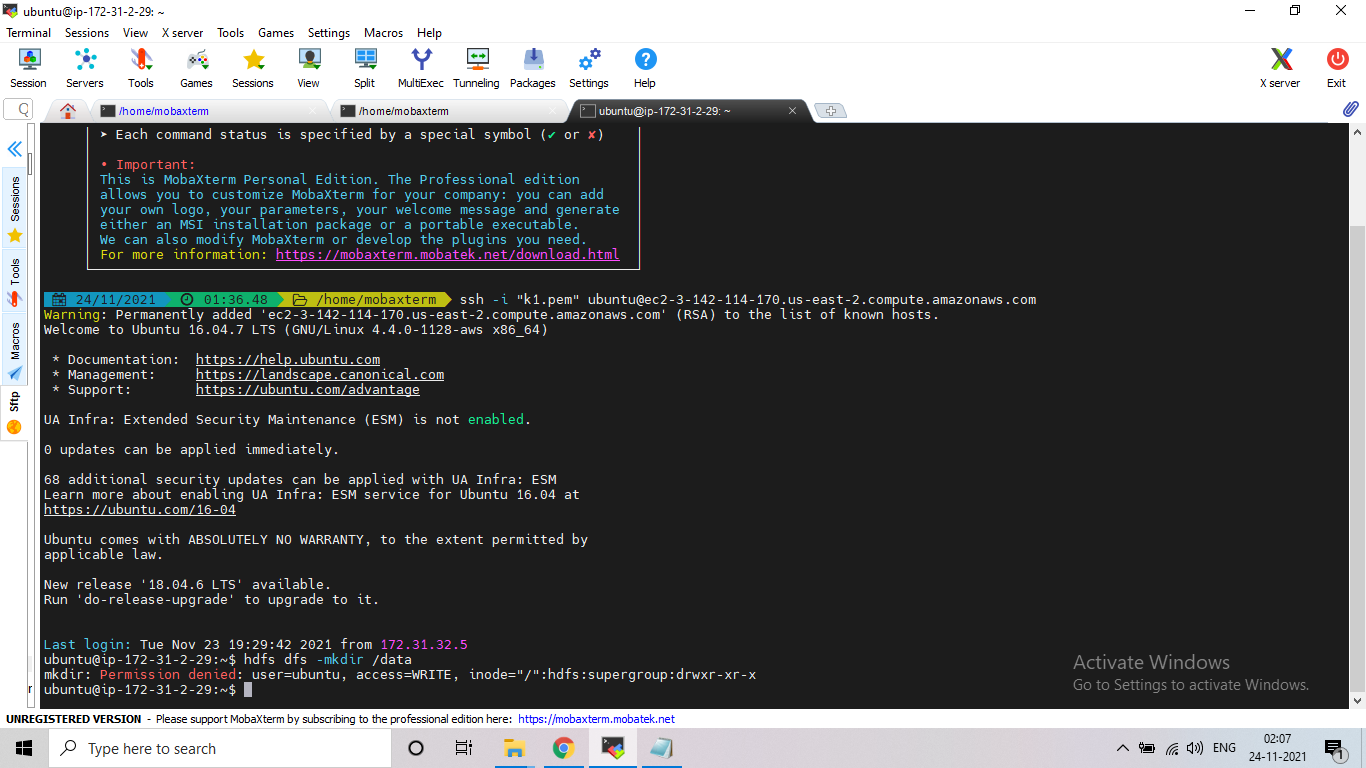 ubuntu@ip-172-31-2-29: ~
Terminal Sessions View X server Tools Games Settings Macros Help
Session Servers Tools Games Sessions View Split MultiExec Tunneling Packages Settings Help X server Exit
/home/mobaxterm /home/mobaxterm ubuntu@ip-172-31-2-29: ~
Sessions
Tools
Macros
Sftp
➤ Each command status is specified by a special symbol (✔ or ✘)
• Important:
This is MobaXterm Personal Edition. The Professional edition
allows you to customize MobaXterm for your company: you can add
your own logo, your parameters, your welcome message and generate
either an MSI installation package or a portable executable.
We can also modify MobaXterm or develop the plugins you need.
For more information: https://mobaxterm.mobatek.net/download.html
24/11/2021 01:36.48 /home/mobaxterm ssh -i "k1.pem" ubuntu@ec2-3-142-114-170.us-east-2.compute.amazonaws.com
Warning: Permanently added 'ec2-3-142-114-170.us-east-2.compute.amazonaws.com' (RSA) to the list of known hosts.
Welcome to Ubuntu 16.04.7 LTS (GNU/Linux 4.4.0-1128-aws x86_64)
* Documentation: https://help.ubuntu.com
* Management: https://landscape.canonical.com
* Support: https://ubuntu.com/advantage
UA Infra: Extended Security Maintenance (ESM) is not enabled.
0 updates can be applied immediately.
68 additional security updates can be applied with UA Infra: ESM
Learn more about enabling UA Infra: ESM service for Ubuntu 16.04 at
https://ubuntu.com/16-04
Ubuntu comes with ABSOLUTELY NO WARRANTY, to the extent permitted by
applicable law.
New release '18.04.6 LTS' available.
Run 'do-release-upgrade' to upgrade to it.
Last login: Tue Nov 23 19:29:42 2021 from 172.31.32.5
ubuntu@ip-172-31-2-29:~$ hdfs dfs -mkdir /data
mkdir: Permission denied: user=ubuntu, access=WRITE, inode="/":hdfs:supergroup:drwxr-xr-x
ubuntu@ip-172-31-2-29:~$
Activate Windows
Go to Settings to activate Windows.
UNREGISTERED VERSION - Please support MobaXterm by subscribing to the professional edition here: https://mobaxterm.mobatek.net
Type here to search
ENG
02:07
24-11-2021
1